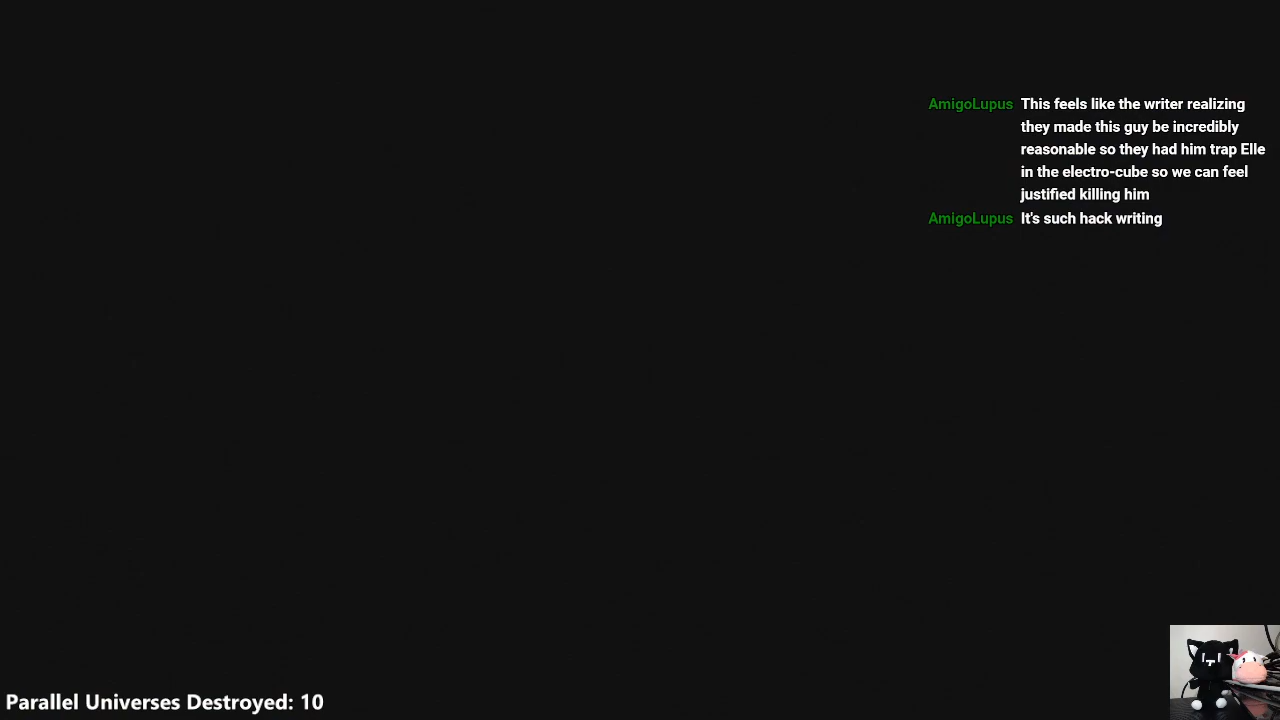 AmigoLupus This feels like the writer realizing
they made this guy be incredibly
reasonable so they had him trap Elle
in the electro-cube so we can feel
justified killing him
AmigoLupus It's such hack writing
Parallel Universes Destroyed: 10